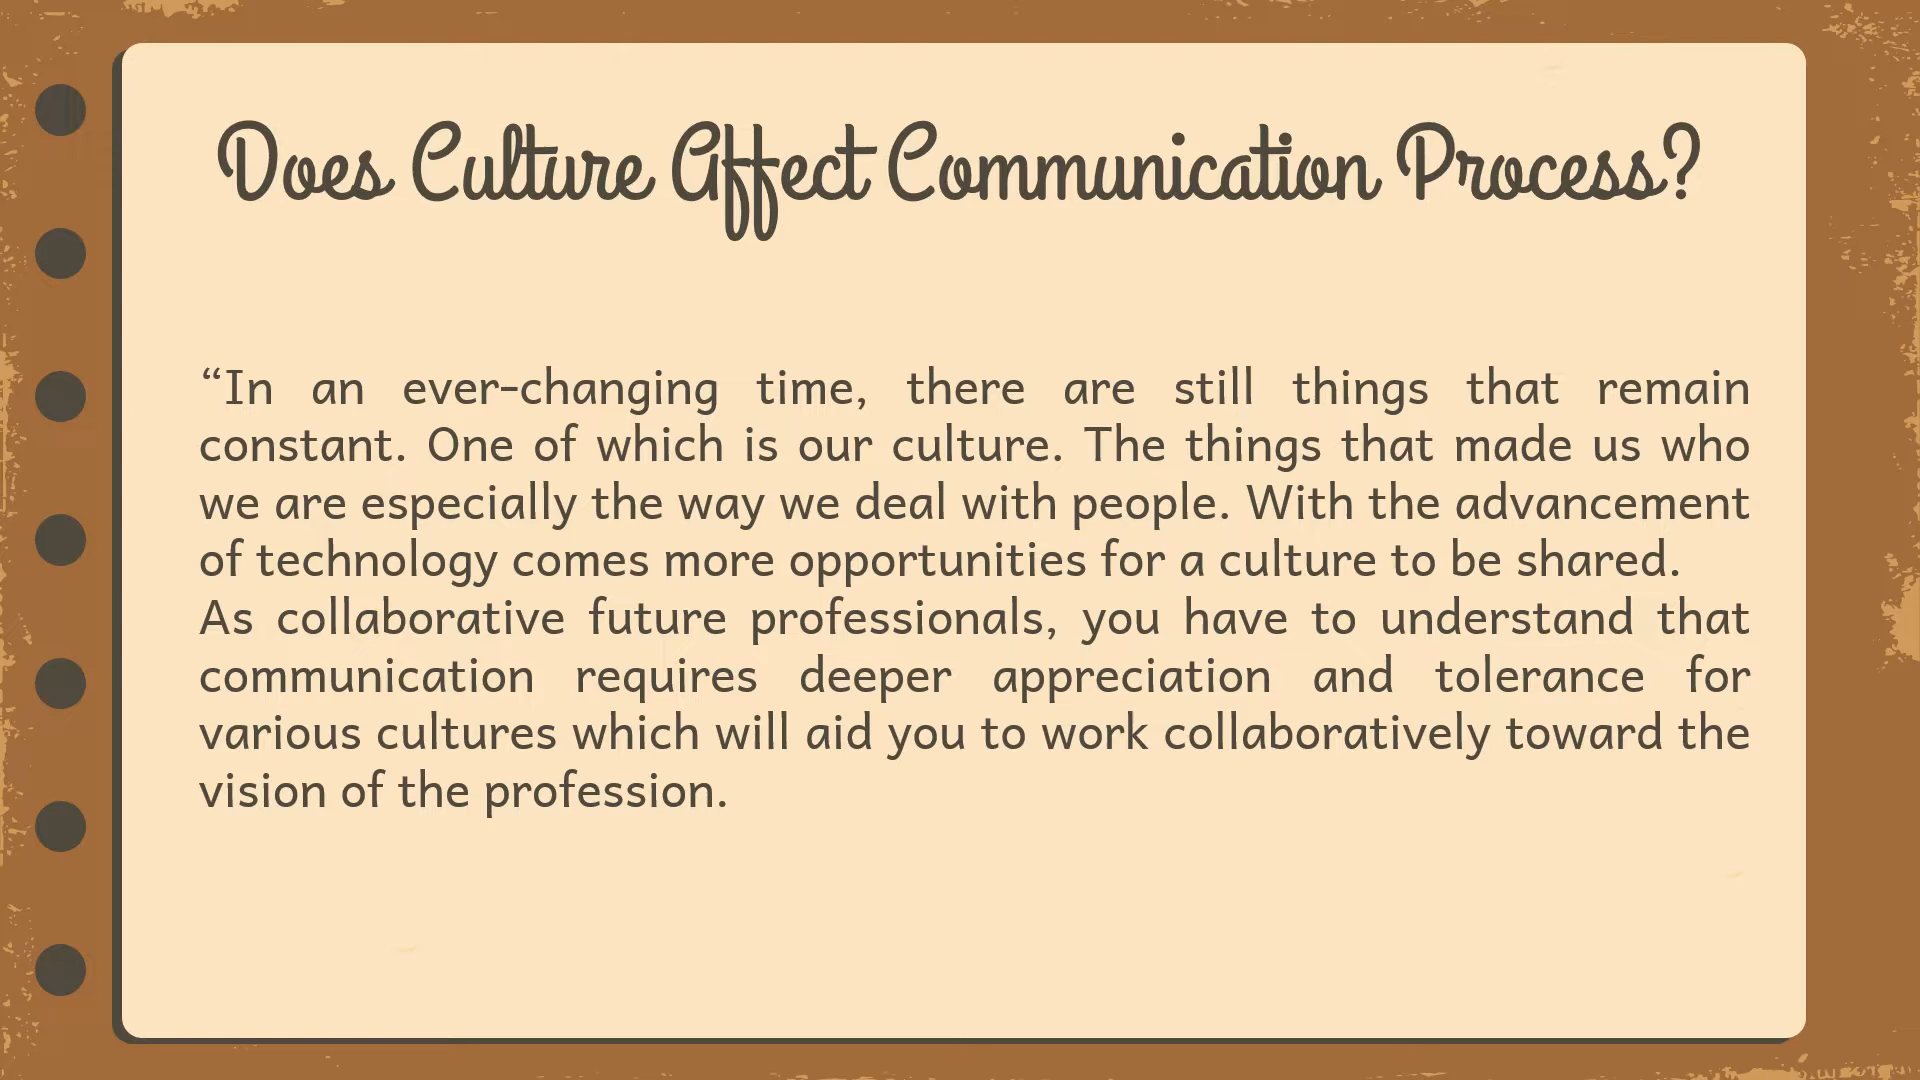 Does Culture Affect Communication Process?
“In an ever-changing time, there are still things that remain
constant. One of which is our culture. The things that made us who
we are especially the way we deal with people. With the advancement
of technology comes more opportunities for a culture to be shared.
As collaborative future professionals, you have to understand that
communication requires deeper appreciation and tolerance for
various cultures which will aid you to work collaboratively toward the
vision of the profession.